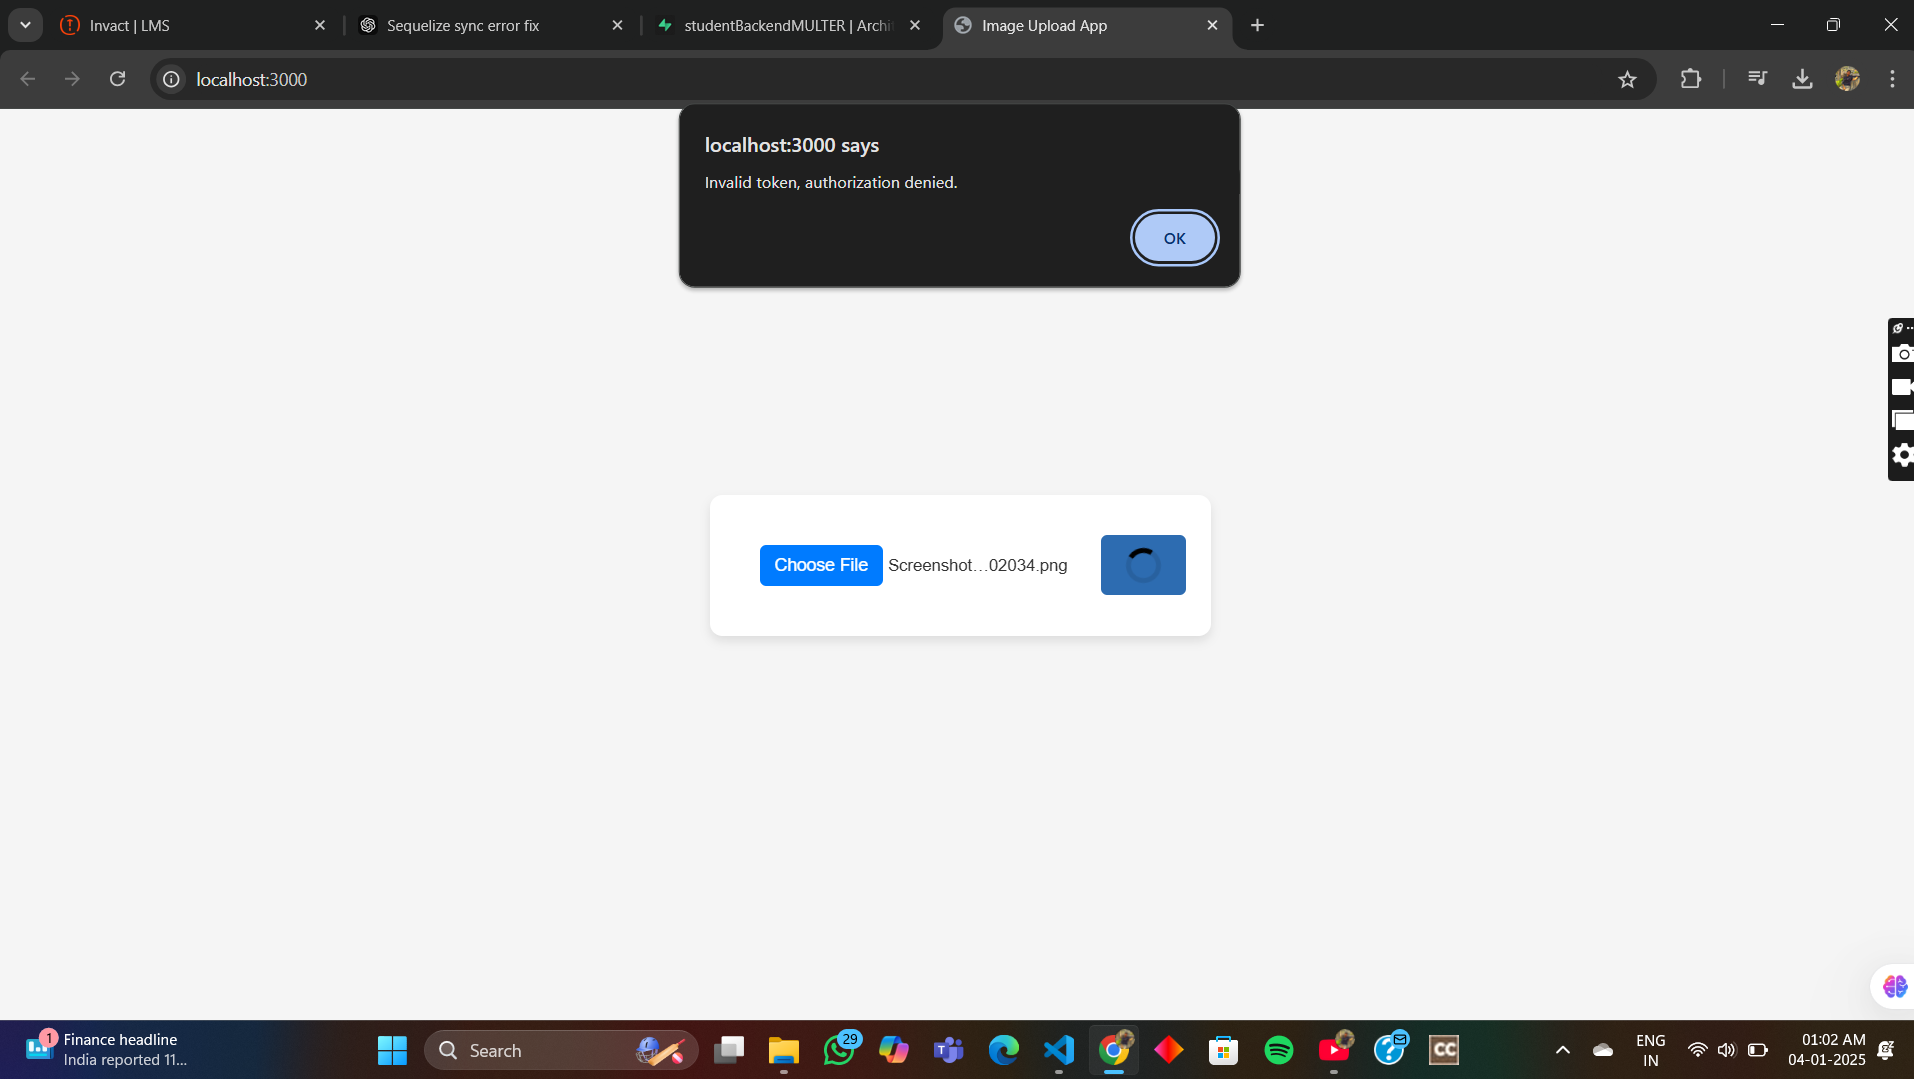 Invact | LMS
Sequelize sync error fix
studentBackendMULTER | Archi
Image Upload App
localhost:3000
localhost:3000 says
Invalid token, authorization denied.
OK
Choose File
Screenshot...02034.png
1
Finance headline
India reported 11...
Search
29
CC
ENG
IN
01:02 AM
04-01-2025